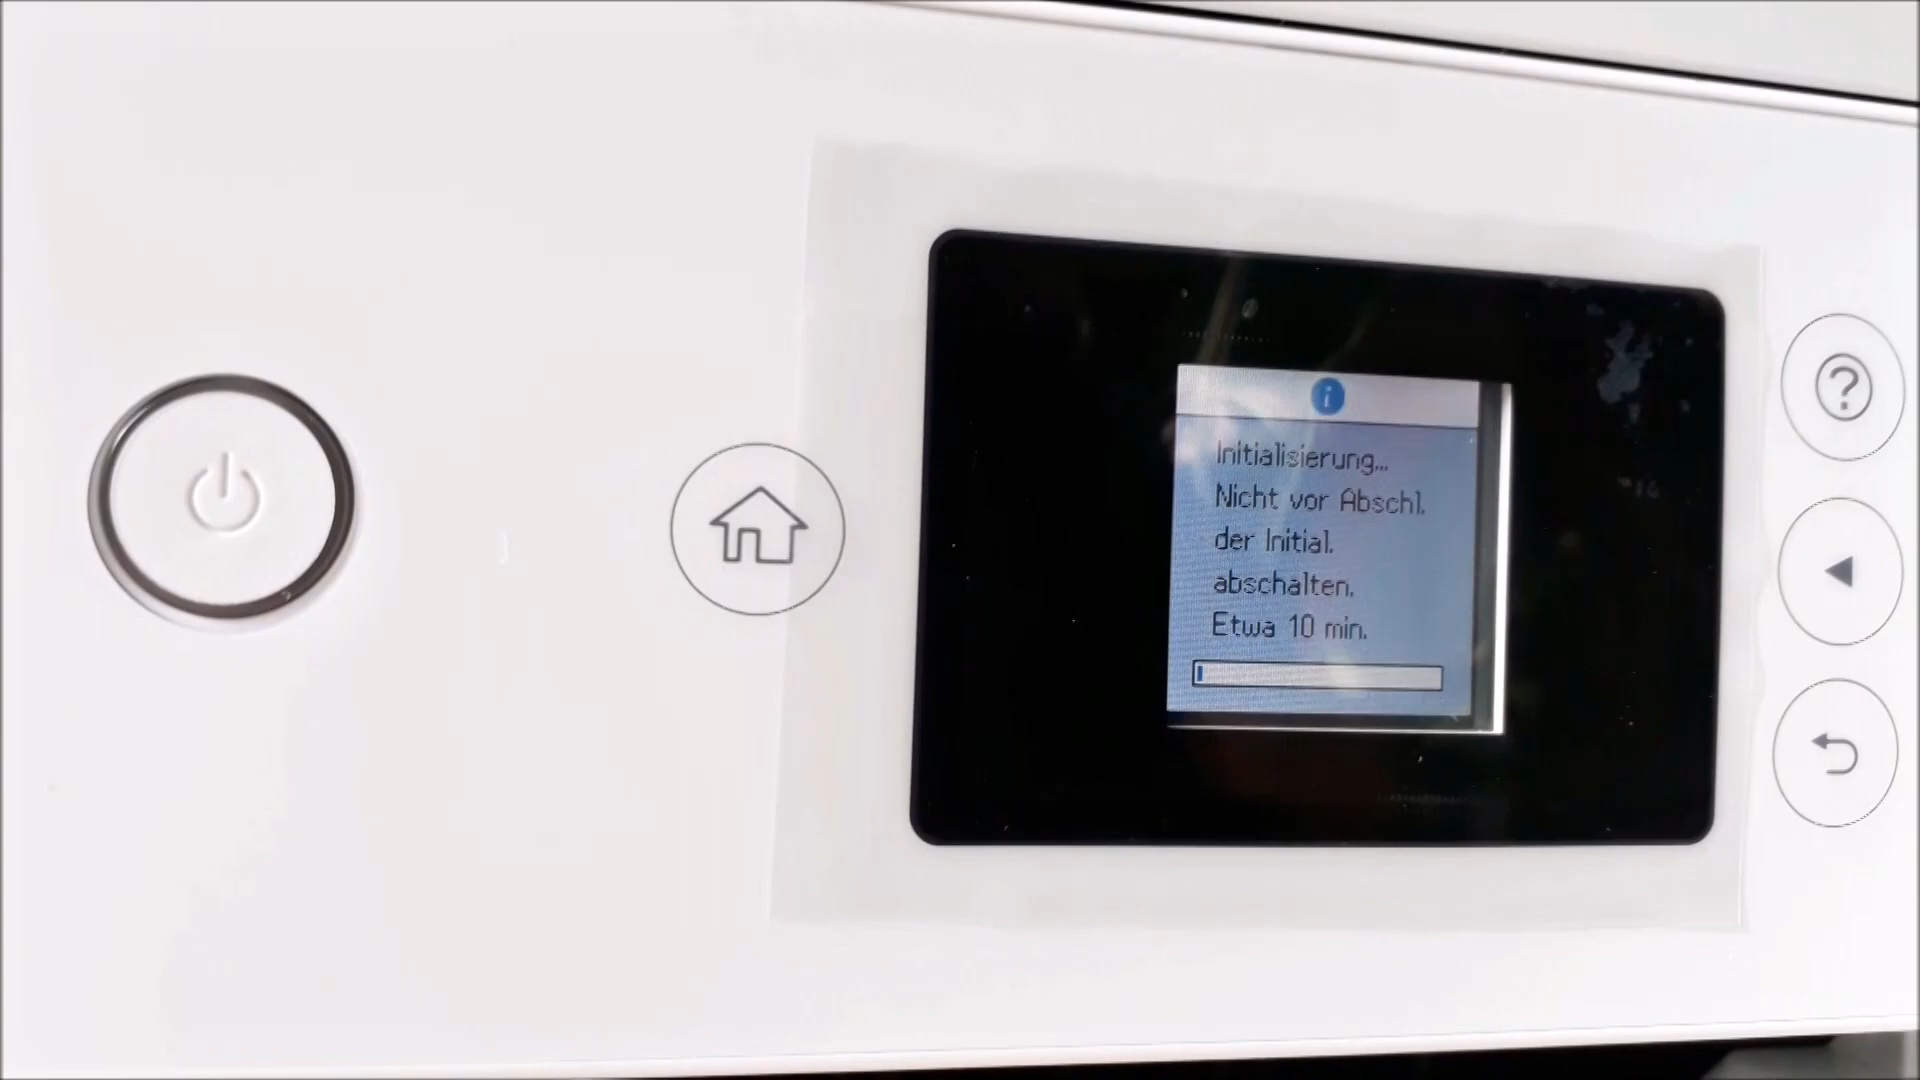 Initialisierung...
Nicht vor Abschl.
der Initial.
abschalten.
Etwa 10 min.